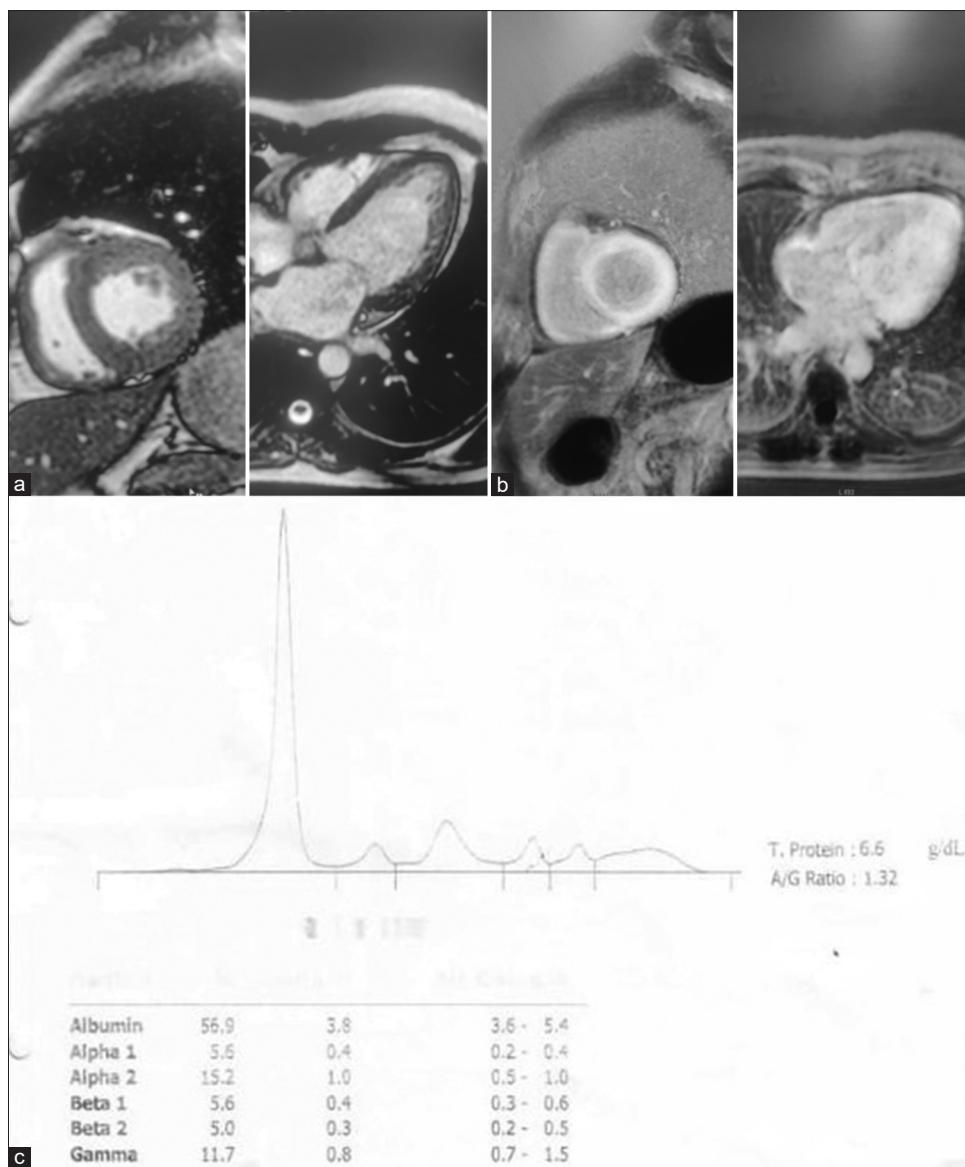 a
b
T. Protein : 6.6 g/dL
A/G Ratio : 1.32
Albumin 56.9 3.8 3.6 - 5.4
Alpha 1 5.6 0.4 0.2 - 0.4
Alpha 2 15.2 1.0 0.5 - 1.0
Beta 1 5.6 0.4 0.3 - 0.6
Beta 2 5.0 0.3 0.2 - 0.5
Gamma 11.7 0.8 0.7 - 1.5
c